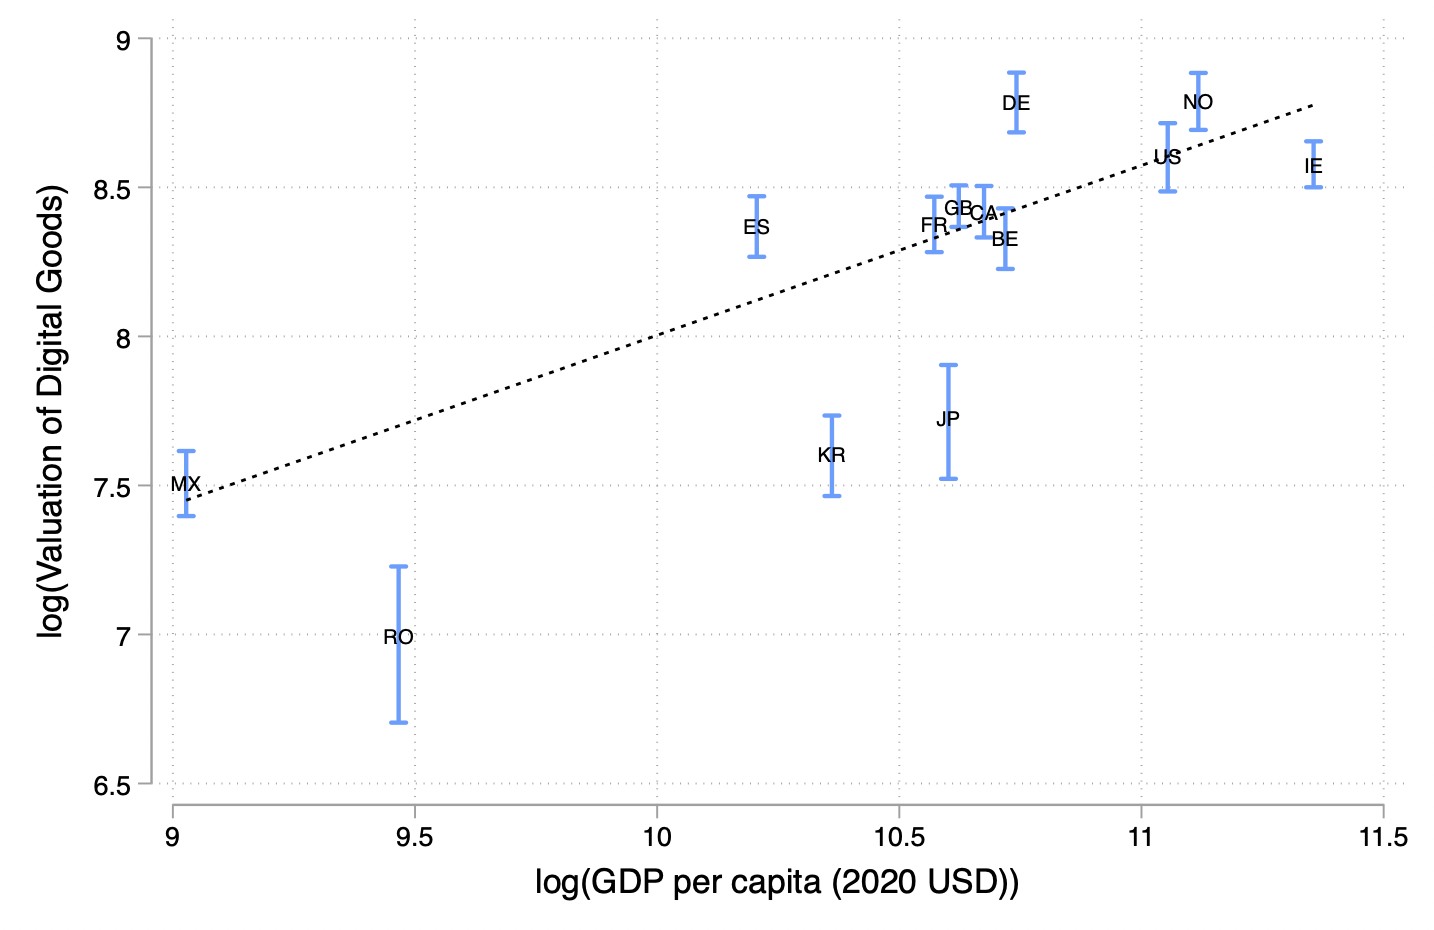 9
8.5
8
7.5
7
6.5
log(Valuation of Digital Goods)
DE
NO
US
IE
ES
GB
CA
FR
BE
JP
KR
MX
RO
9 9.5 10 10.5 11 11.5
log(GDP per capita (2020 USD))